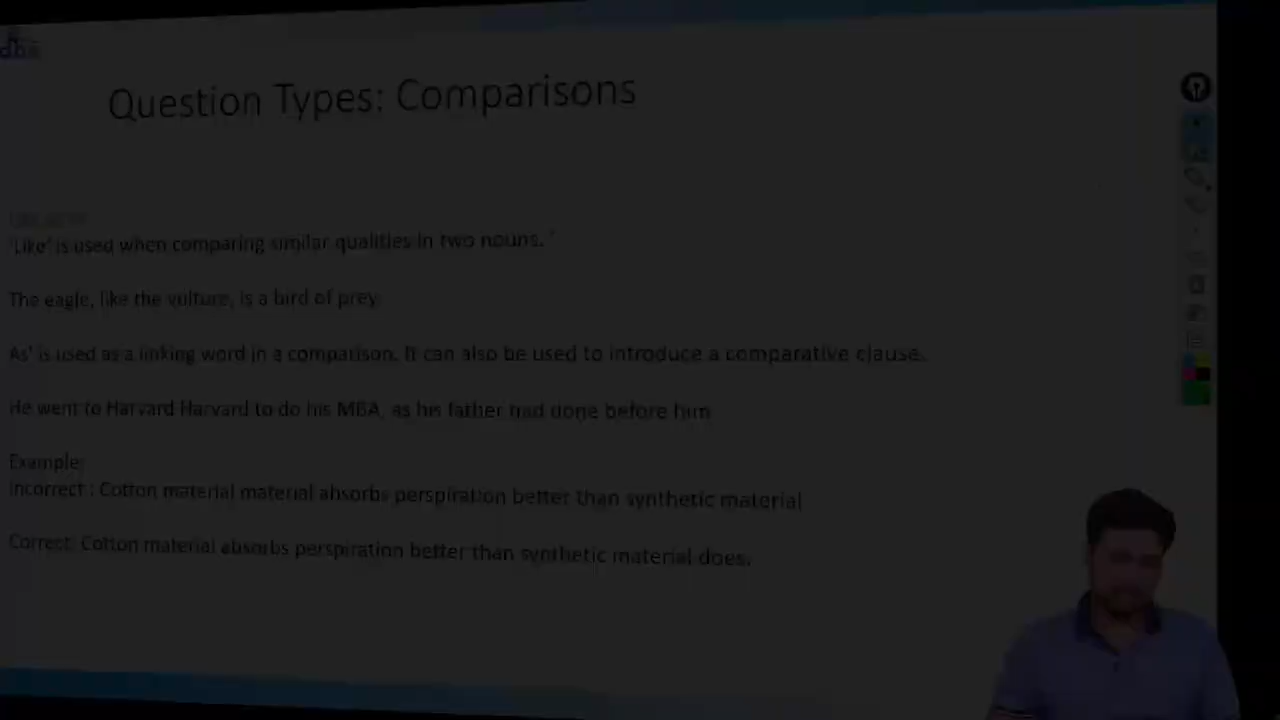 dbs
Question Types: Comparisons
'Like' is used when comparing similar qualities in two nouns. '
The eagle, like the vulture, is a bird of prey
As' is used as a linking word in a comparison. It can also be used to introduce a comparative clause.
He went to Harvard Harvard to do his MBA, as his father had done before him
Example:
Incorrect : Cotton material material absorbs perspiration better than synthetic material
Correct: Cotton material absorbs perspiration better than synthetic material does.